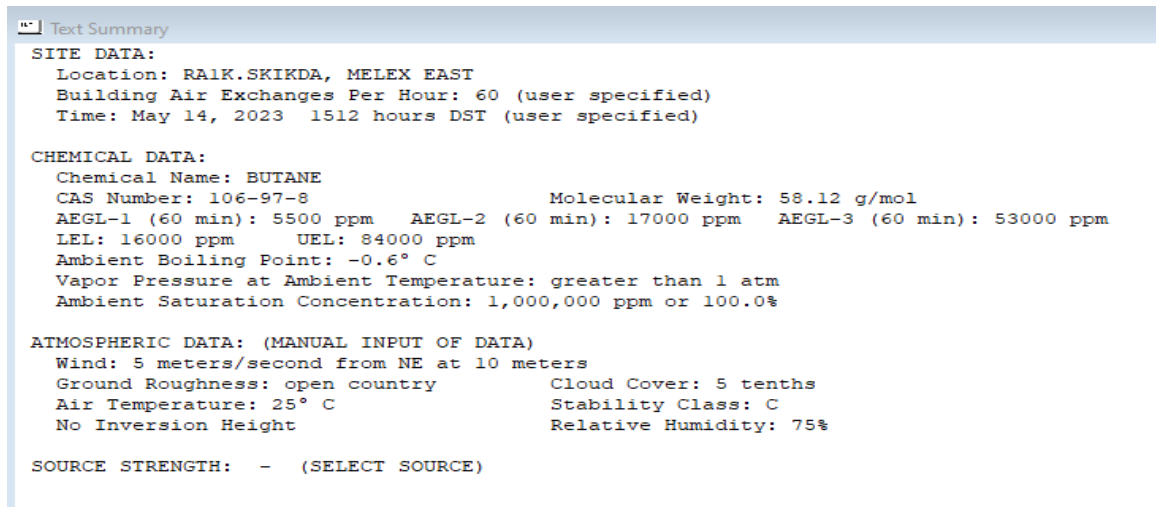 Text Summary
SITE DATA:
Location: RA1K.SKIKDA, MELEX EAST
Building Air Exchanges Per Hour: 60 (user specified)
Time: May 14, 2023  1512 hours DST (user specified)
CHEMICAL DATA:
Chemical Name: BUTANE
CAS Number: 106-97-8 Molecular Weight: 58.12 g/mol
AEGL-1 (60 min): 5500 ppm AEGL-2 (60 min): 17000 ppm AEGL-3 (60 min): 53000 ppm
LEL: 16000 ppm UEL: 84000 ppm
Ambient Boiling Point: -0.6° C
Vapor Pressure at Ambient Temperature: greater than 1 atm
Ambient Saturation Concentration: 1,000,000 ppm or 100.0%
ATMOSPHERIC DATA: (MANUAL INPUT OF DATA)
Wind: 5 meters/second from NE at 10 meters
Ground Roughness: open country Cloud Cover: 5 tenths
Air Temperature: 25° C Stability Class: C
No Inversion Height Relative Humidity: 75%
SOURCE STRENGTH: - (SELECT SOURCE)